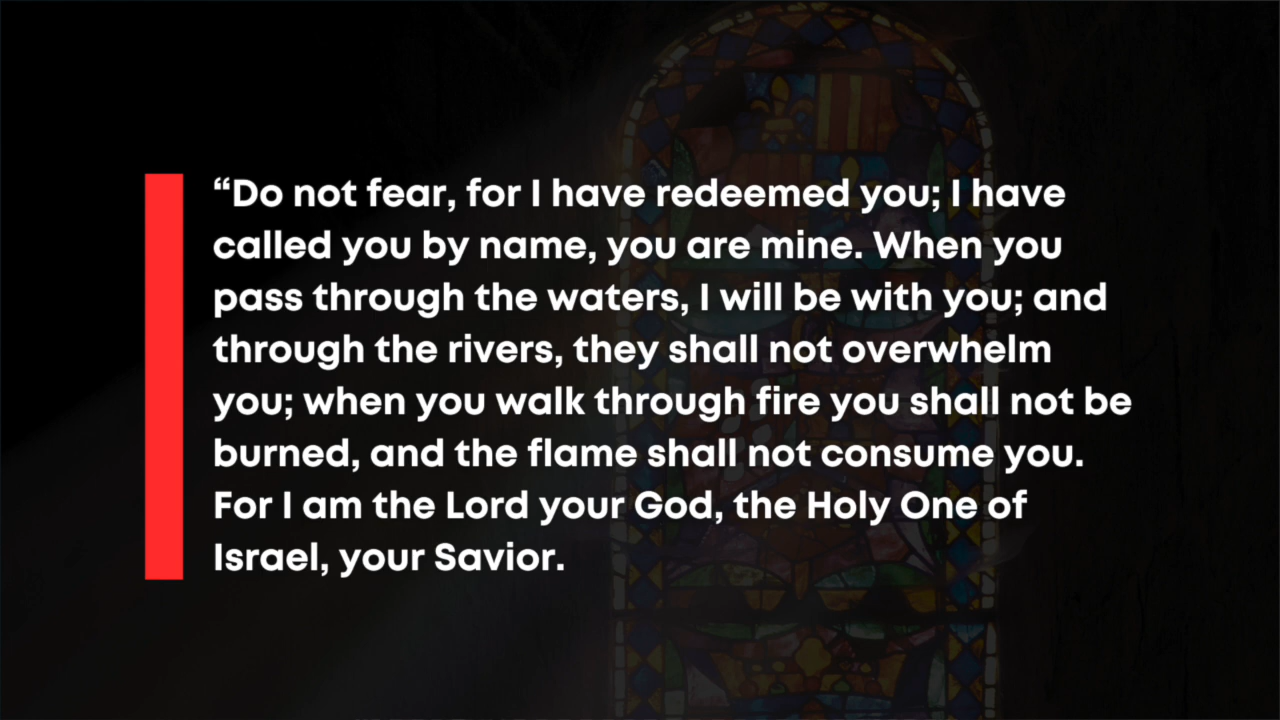 “Do not fear, for I have redeemed you; I have
called you by name, you are mine. When you
pass through the waters, I will be with you; and
through the rivers, they shall not overwhelm
you; when you walk through fire you shall not be
burned, and the flame shall not consume you.
For I am the Lord your God, the Holy One of
Israel, your Savior.